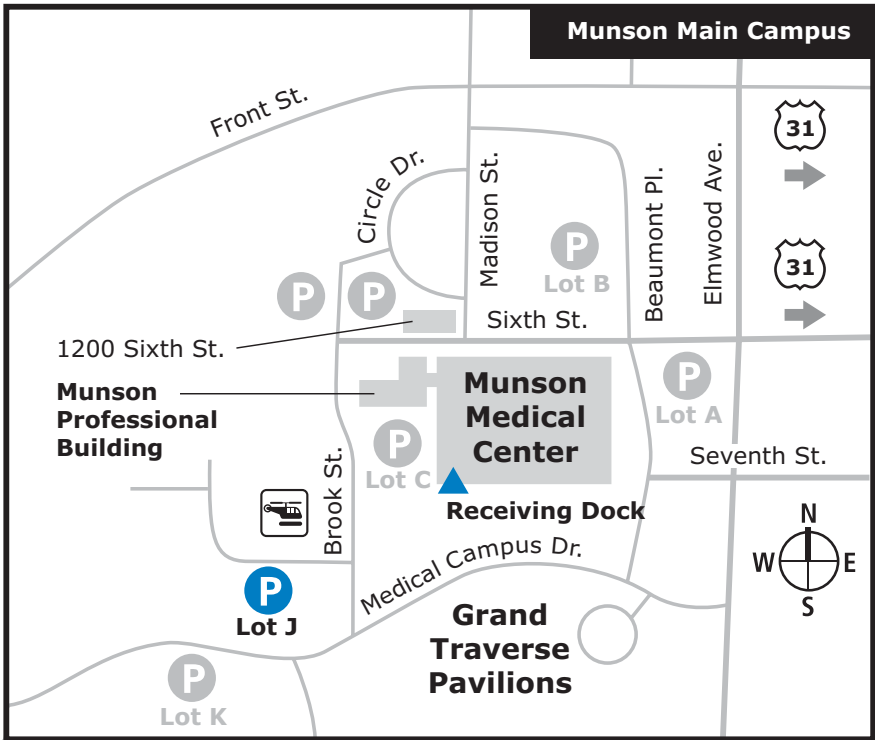 Munson Main Campus
Front St.
Circle Dr.
Madison St.
Beaumont Pl.
Elmwood Ave.
31
31
P
Lot B
P
P
Sixth St.
1200 Sixth St.
Munson
Professional
Building
Munson
Medical
Center
P
Lot A
P
Lot C
Seventh St.
Brook St.
Receiving Dock
Medical Campus Dr.
N
W
E
S
P
Lot J
Grand
Traverse
Pavilions
P
Lot K